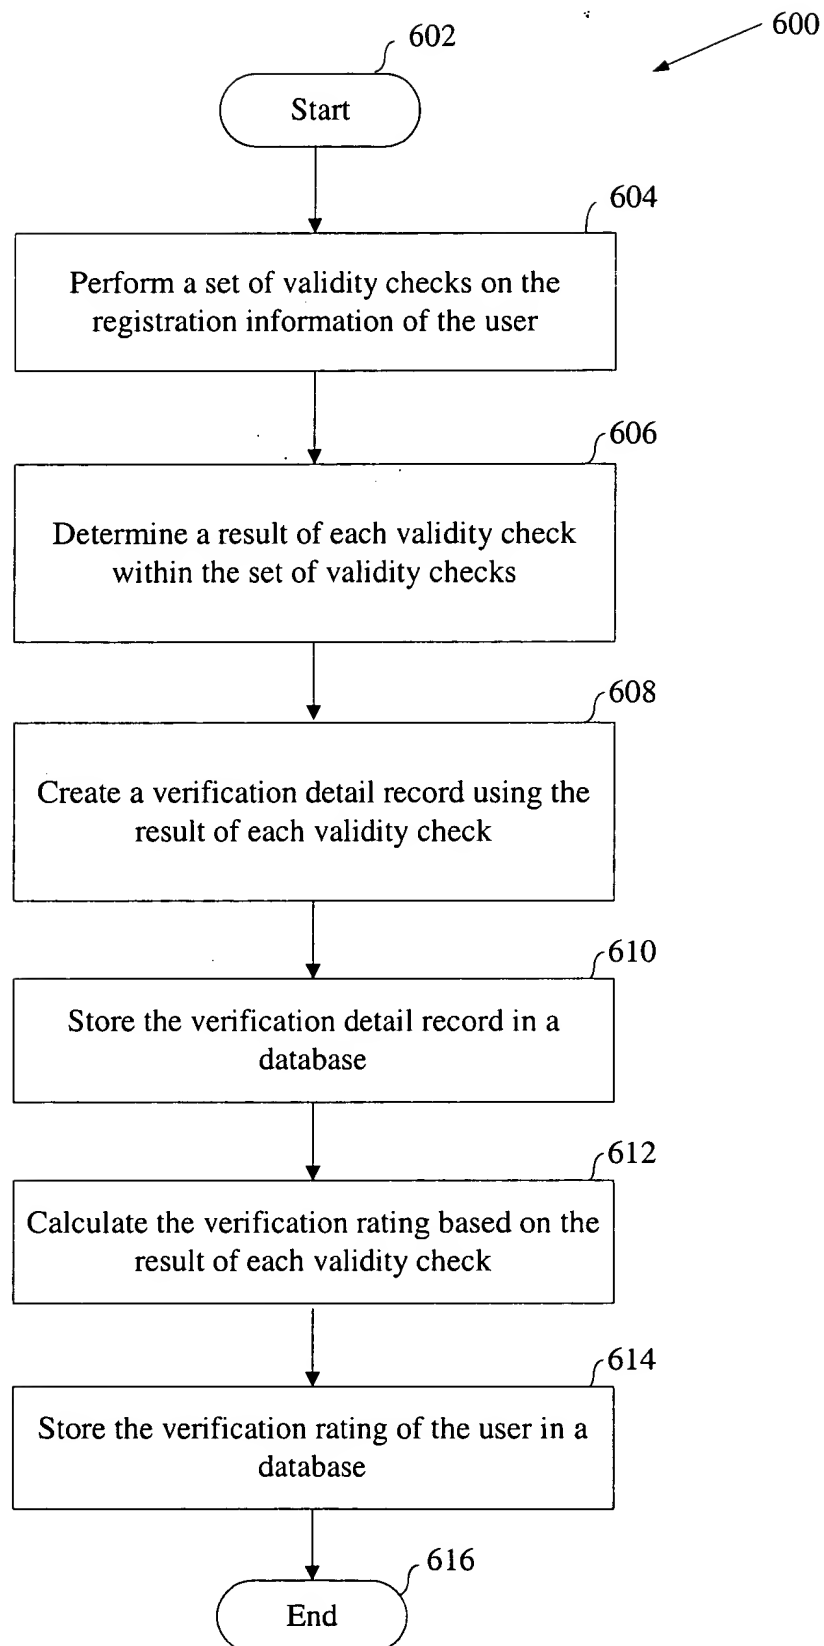 602
600
Start
604
Perform a set of validity checks on the
registration information of the user
606
Determine a result of each validity check
within the set of validity checks
608
Create a verification detail record using the
result of each validity check
610
Store the verification detail record in a
database
612
Calculate the verification rating based on the
result of each validity check
614
Store the verification rating of the user in a
database
616
End